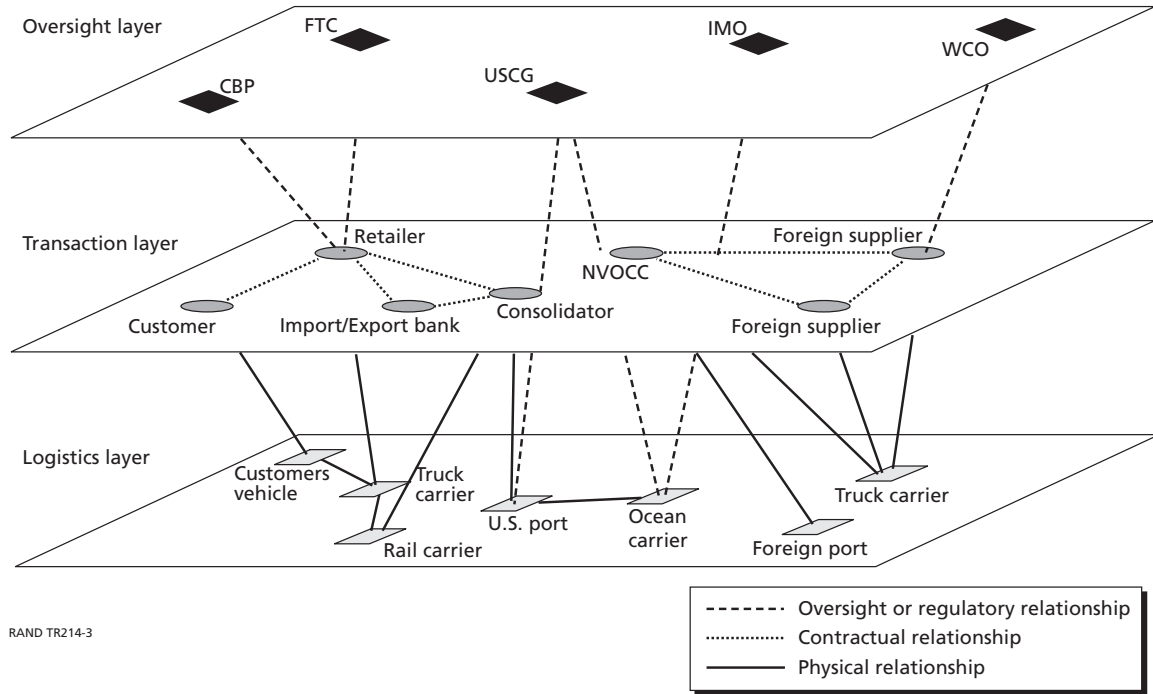 Oversight layer
FTC
IMO
WCO
CBP
USCG
Transaction layer
Retailer
Foreign supplier
NVOCC
Customer
Import/Export bank
Consolidator
Foreign supplier
Logistics layer
Customers
vehicle
Truck
carrier
U.S. port
Ocean
carrier
Truck carrier
Rail carrier
Foreign port
Oversight or regulatory relationship
Contractual relationship
Physical relationship
RAND TR214-3